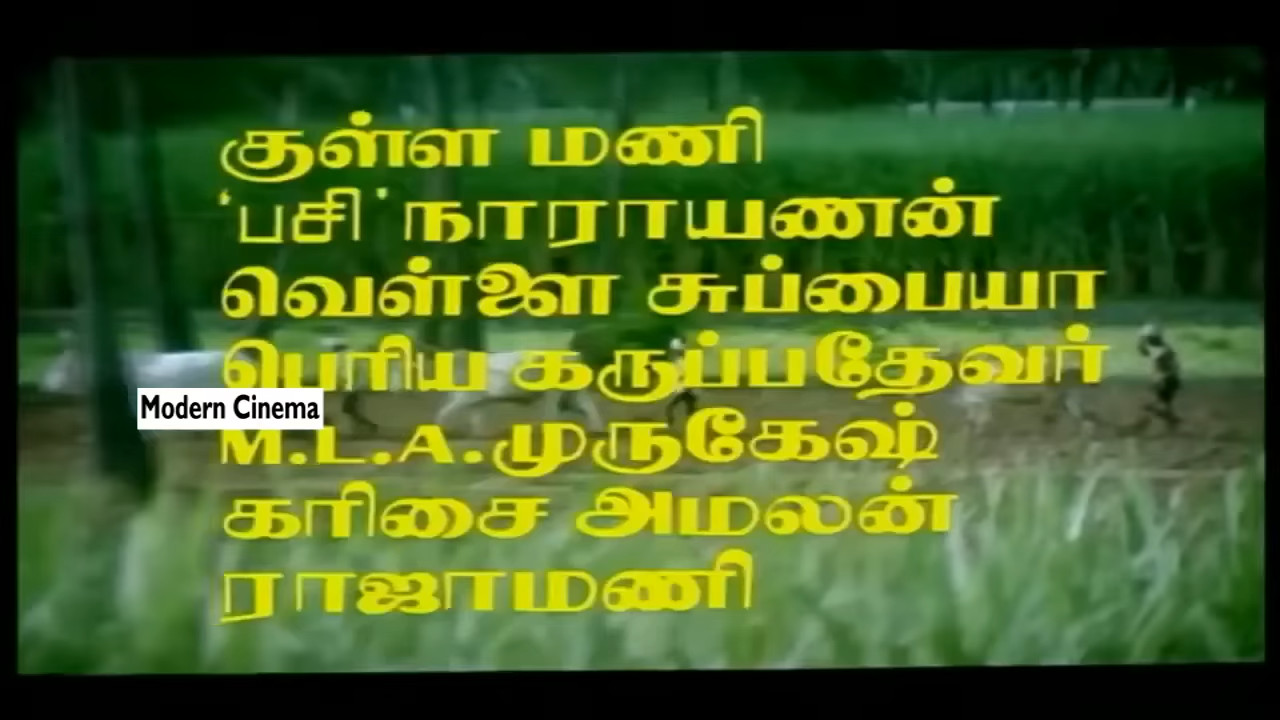 குள்ள மணி
'பசி' நாராயணன்
வெள்ளை சுப்பையா
பெரிய கருப்பதேவர்
Modern Cinema
M.L.A.முருகேஷ்
கரிசை அமலன்
ராஜாமணி